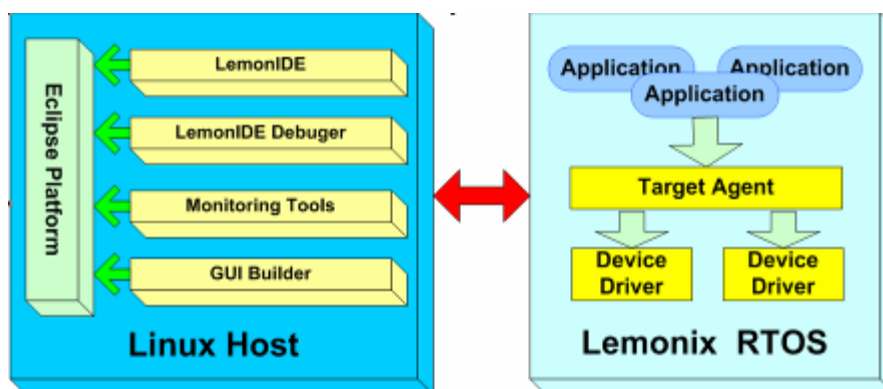 Eclipse Platform
LemonIDE
LemonIDE Debuger
Monitoring Tools
GUI Builder
Linux Host
Application
Application
Application
Target Agent
Device
Driver
Device
Driver
Lemonix RTOS